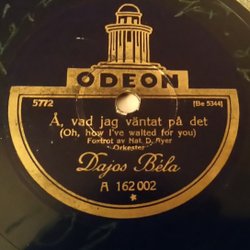 ODEON
5772 [Be 5344]
Å, vad jag väntat på det
(Oh, how I've waited for you)
Foxtrot av Nat. D. Ayer
Orkester
Dajos Béla
A 162 002